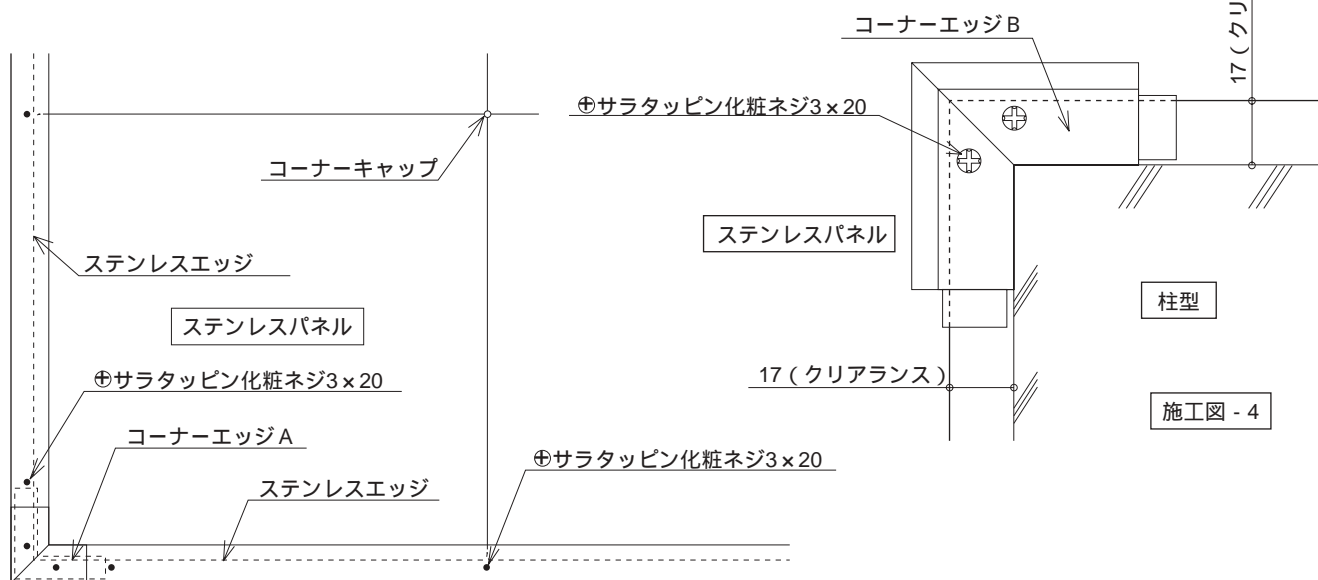 コーナーエッジB
17(クリ
⊕サラタッピン化粧ネジ3×20
コーナーキャップ
ステンレスパネル
ステンレスエッジ
柱型
ステンレスパネル
⊕サラタッピン化粧ネジ3×20
17(クリアランス)
施工図-4
コーナーエッジA
⊕サラタッピン化粧ネジ3×20
ステンレスエッジ